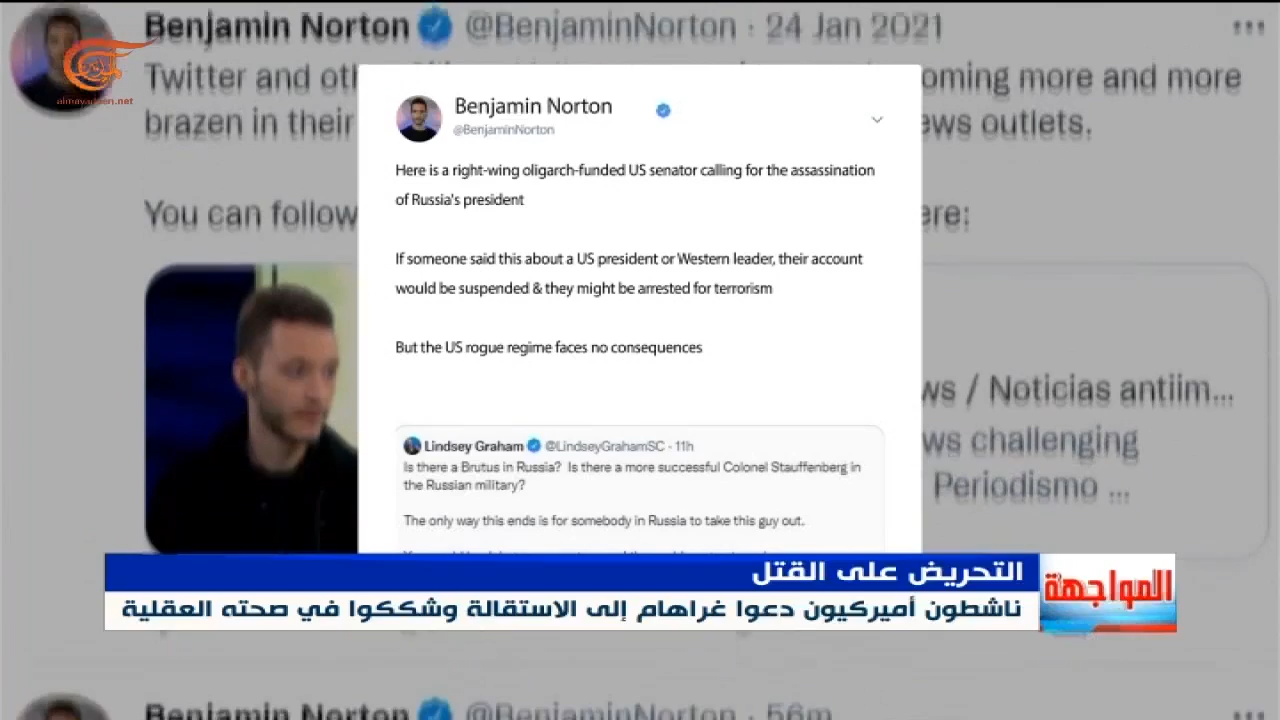 Benjamin Norton @BenjaminNorton · 24 Jan 2021
Twitter and oth
oming more and more
brazen in their
ews outlets.
You can follow
ere:
almayadeen.net
Benjamin Norton
@BenjaminNorton
Here is a right-wing oligarch-funded US senator calling for the assassination
of Russia's president
If someone said this about a US president or Western leader, their account
would be suspended & they might be arrested for terrorism
But the US rogue regime faces no consequences
Lindsey Graham @LindseyGrahamSC · 11h
Is there a Brutus in Russia? Is there a more successful Colonel Stauffenberg in
the Russian military?
The only way this ends is for somebody in Russia to take this guy out.
ws / Noticias antiim...
ws challenging
Periodismo ...
التحريض على القتل
ناشطون أميركيون دعوا غراهام إلى الاستقالة وشككوا في صحته العقلية
المواجهة
Benjamin Norton @BenjaminNorton · 56m